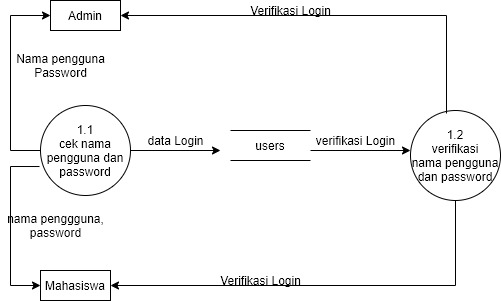 Verifikasi Login
Admin
Nama pengguna
Password
1.1
cek nama
pengguna dan
password
data Login
users
verifikasi Login
1.2
verifikasi
nama pengguna
dan password
nama penggguna,
password
Mahasiswa
Verifikasi Login